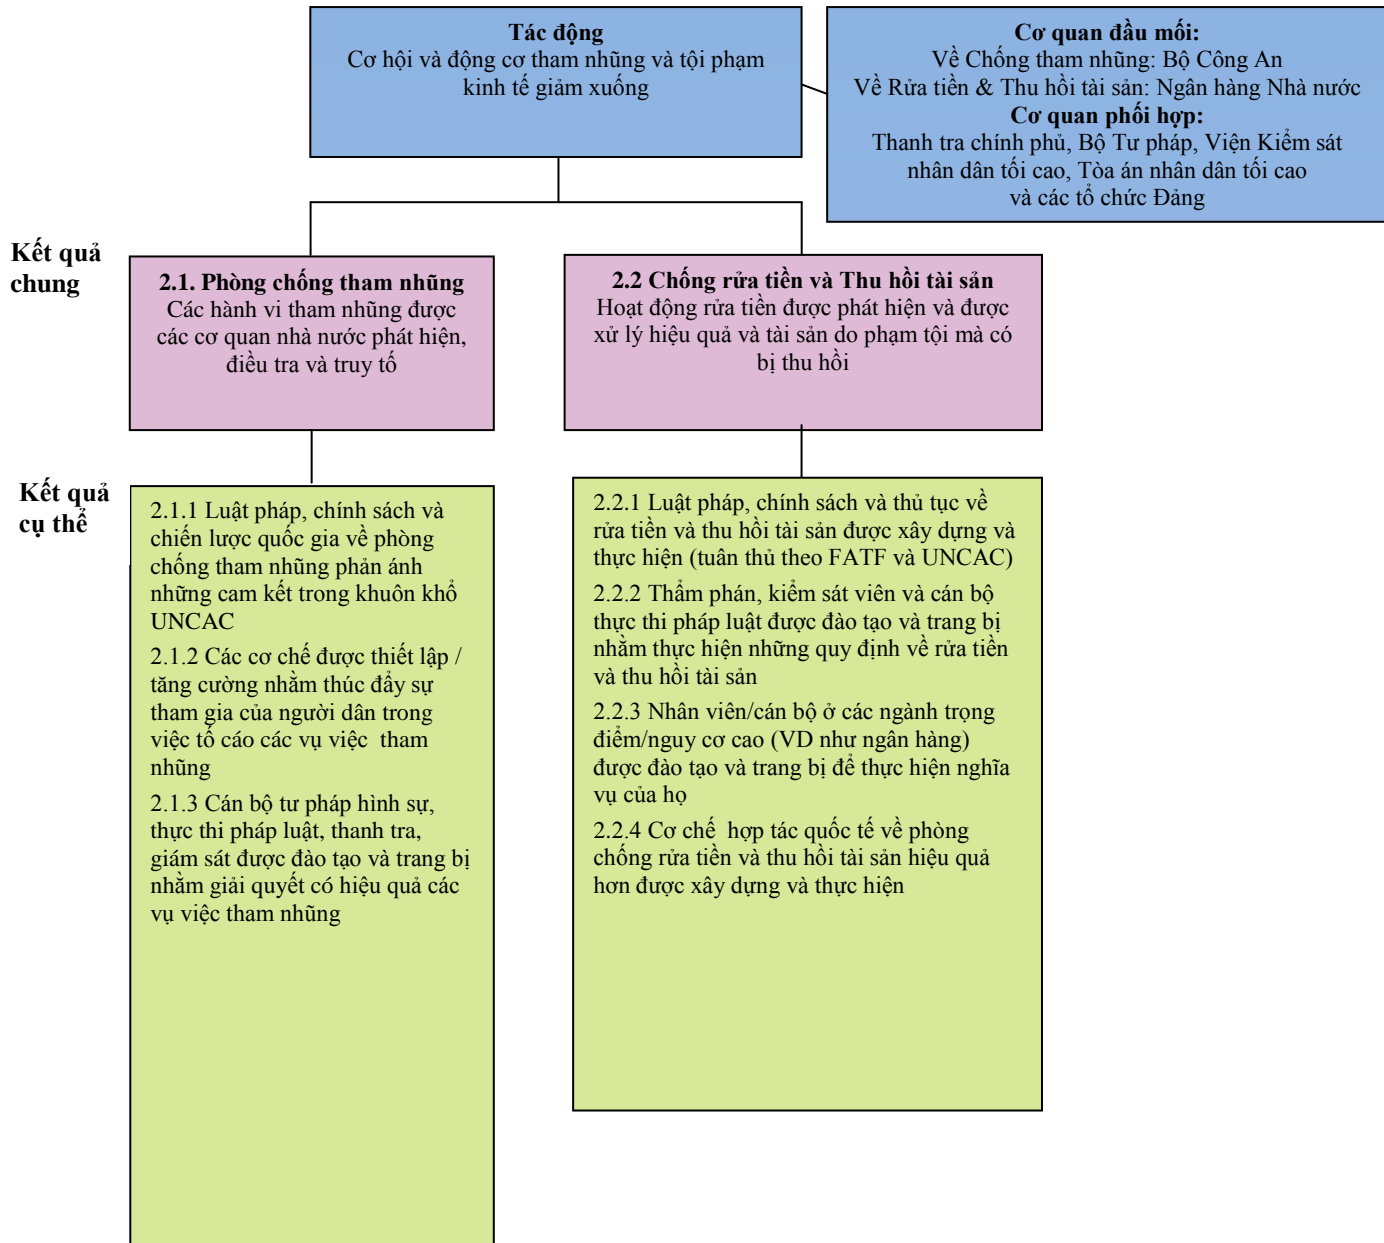 Tác động
Cơ hội và động cơ tham nhũng và tội phạm
kinh tế giảm xuống
Cơ quan đầu mối:
Về Chống tham nhũng: Bộ Công An
Về Rửa tiền & Thu hồi tài sản: Ngân hàng Nhà nước
Cơ quan phối hợp:
Thanh tra chính phủ, Bộ Tư pháp, Viện Kiểm sát
nhân dân tối cao, Tòa án nhân dân tối cao
và các tổ chức Đảng
Kết quả
chung
2.1. Phòng chống tham nhũng
Các hành vi tham nhũng được
các cơ quan nhà nước phát hiện,
điều tra và truy tố
2.2 Chống rửa tiền và Thu hồi tài sản
Hoạt động rửa tiền được phát hiện và được
xử lý hiệu quả và tài sản do phạm tội mà có
bị thu hồi
Kết quả
cụ thể
2.1.1 Luật pháp, chính sách và
chiến lược quốc gia về phòng
chống tham nhũng phản ánh
những cam kết trong khuôn khổ
UNCAC
2.1.2 Các cơ chế được thiết lập /
tăng cường nhằm thúc đẩy sự
tham gia của người dân trong
việc tố cáo các vụ việc tham
nhũng
2.1.3 Cán bộ tư pháp hình sự,
thực thi pháp luật, thanh tra,
giám sát được đào tạo và trang bị
nhằm giải quyết có hiệu quả các
vụ việc tham nhũng
2.2.1 Luật pháp, chính sách và thủ tục về
rửa tiền và thu hồi tài sản được xây dựng và
thực hiện (tuân thủ theo FATF và UNCAC)
2.2.2 Thẩm phán, kiểm sát viên và cán bộ
thực thi pháp luật được đào tạo và trang bị
nhằm thực hiện những quy định về rửa tiền
và thu hồi tài sản
2.2.3 Nhân viên/cán bộ ở các ngành trọng
điểm/nguy cơ cao (VD như ngân hàng)
được đào tạo và trang bị để thực hiện nghĩa
vụ của họ
2.2.4 Cơ chế hợp tác quốc tế về phòng
chống rửa tiền và thu hồi tài sản hiệu quả
hơn được xây dựng và thực hiện